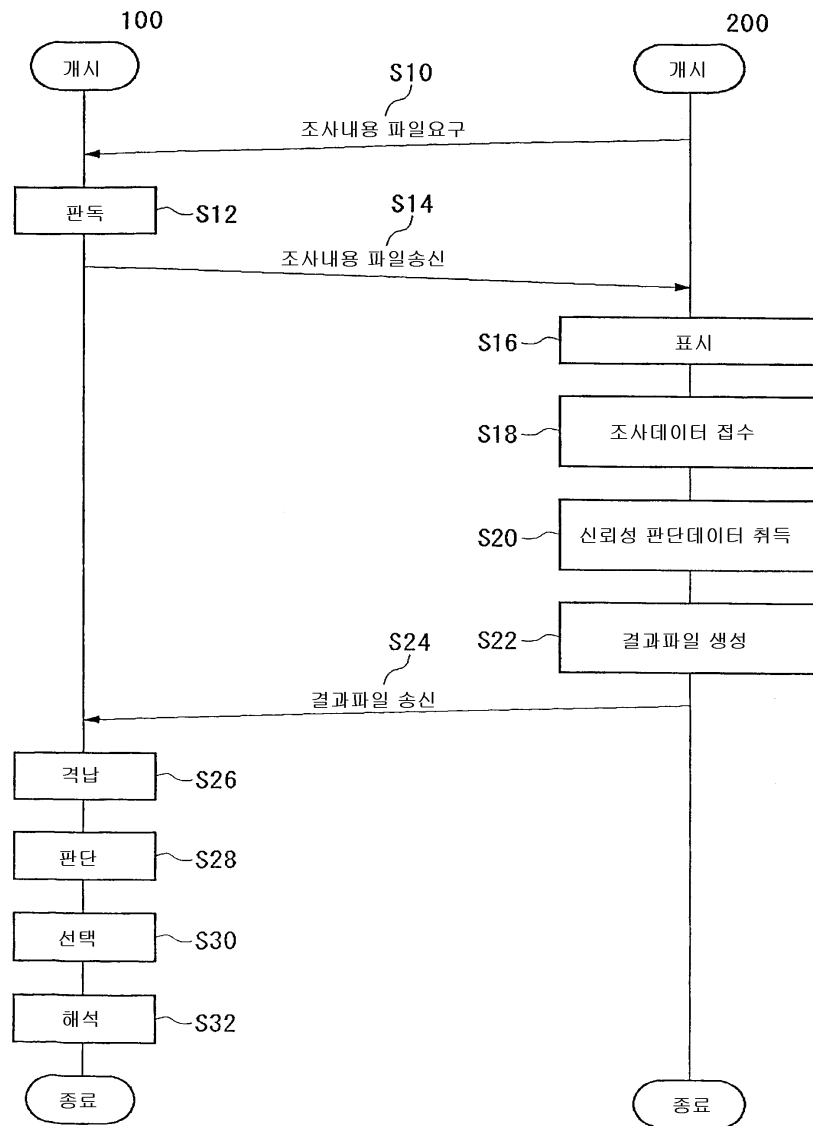 100
200
개시
개시
S10
조사내용 파일요구
판독
S12
S14
조사내용 파일송신
S16
표시
S18
조사데이터 접수
S20
신뢰성 판단데이터 취득
S22
결과파일 생성
S24
결과파일 송신
격납
S26
판단
S28
선택
S30
해석
S32
종료
종료